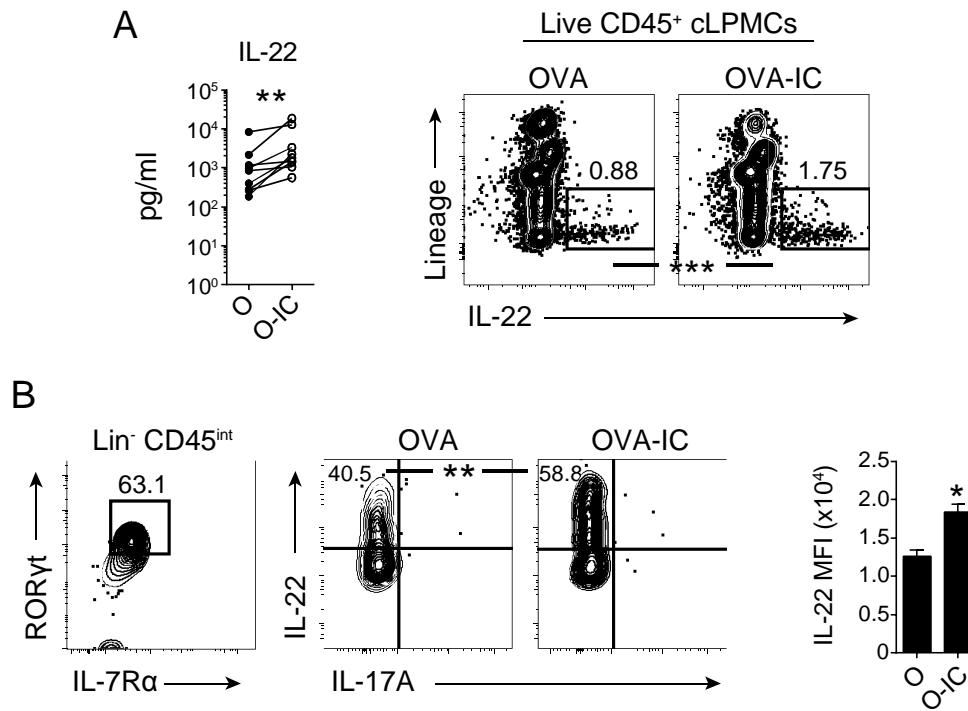 A
IL-22
pg/ml
10⁵
10⁴
10³
10²
10¹
10⁰
**
O
O-IC
Live CD45⁺ cLPMCs
OVA
OVA-IC
Lineage
0.88
1.75
***
IL-22
B
Lin⁻ CD45ⁱⁿᵗ
OVA
OVA-IC
RORγt
63.1
IL-7Rα
IL-22
40.5
**
58.8
IL-17A
IL-22 MFI (x10⁴)
2.5
2.0
1.5
1.0
0.5
0
*
O
O-IC